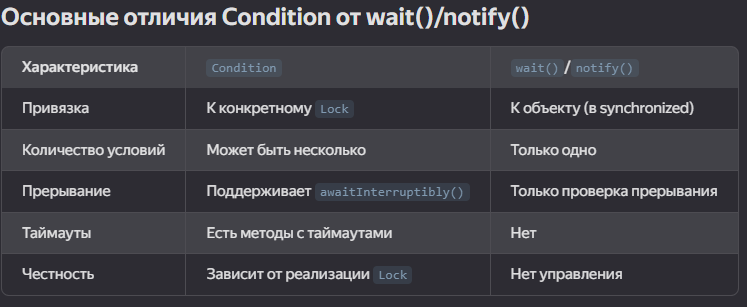 Основные отличия Condition от wait()/notify()
Характеристика Condition wait() / notify()
Привязка К конкретному Lock К объекту (в synchronized)
Количество условий Может быть несколько Только одно
Прерывание Поддерживает awaitInterruptibly() Только проверка прерывания
Таймауты Есть методы с таймаутами Нет
Честность Зависит от реализации Lock Нет управления